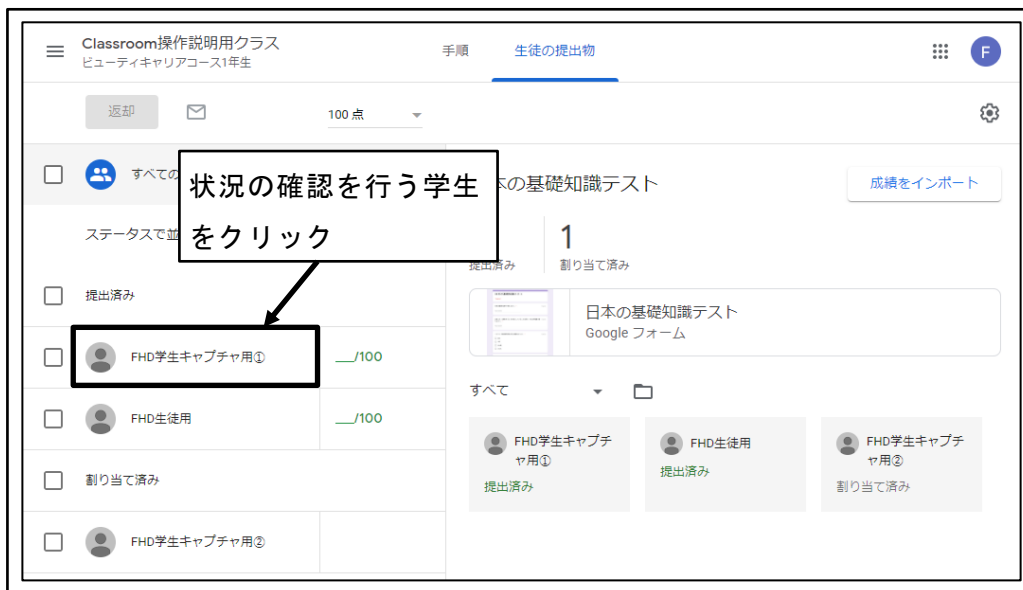 Classroom操作説明用クラス
ビューティキャリアコース1年生
手順
生徒の提出物
F
返却
100 点
すべての
状況の確認を行う学生
をクリック
の基礎知識テスト
成績をインポート
ステータスで並
提出済み
1
割り当て済み
提出済み
日本の基礎知識テスト
Google フォーム
FHD学生キャプチャ用①
__/100
すべて
FHD生徒用
__/100
FHD学生キャプチ
ャ用①
提出済み
FHD生徒用
提出済み
FHD学生キャプチ
ャ用②
割り当て済み
割り当て済み
FHD学生キャプチャ用②